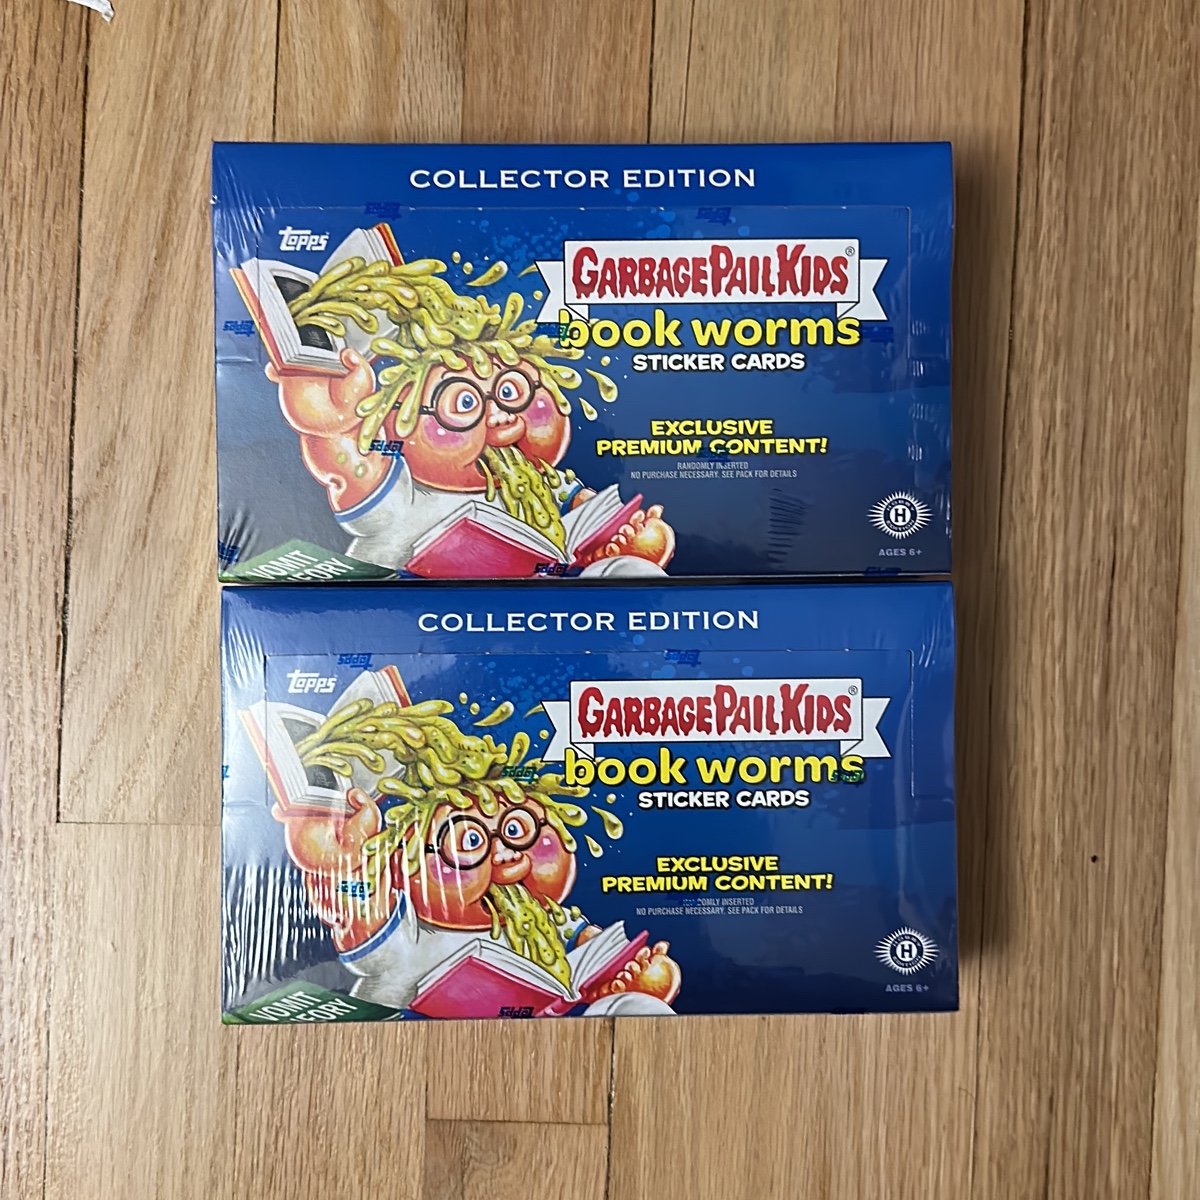 COLLECTOR EDITION
Topps
GARBAGE PAIL KIDS®
book worms
STICKER CARDS
EXCLUSIVE
PREMIUM CONTENT!
RANDOMLY INSERTED
NO PURCHASE NECESSARY. SEE PACK FOR DETAILS
H
AGES 6+
VOMIT
COLLECTOR EDITION
Topps
GARBAGE PAIL KIDS®
book worms
STICKER CARDS
EXCLUSIVE
PREMIUM CONTENT!
RANDOMLY INSERTED
NO PURCHASE NECESSARY. SEE PACK FOR DETAILS
H
AGES 6+
VOMIT